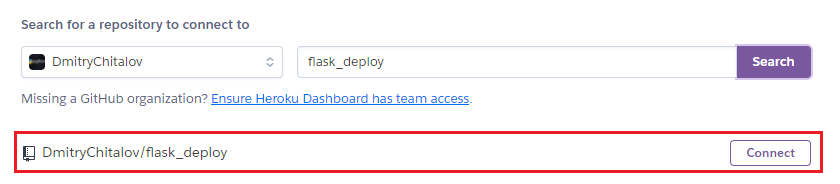 Search for a repository to connect to
DmitryChitalov flask_deploy Search
Missing a GitHub organization? Ensure Heroku Dashboard has team access.
DmitryChitalov/flask_deploy Connect